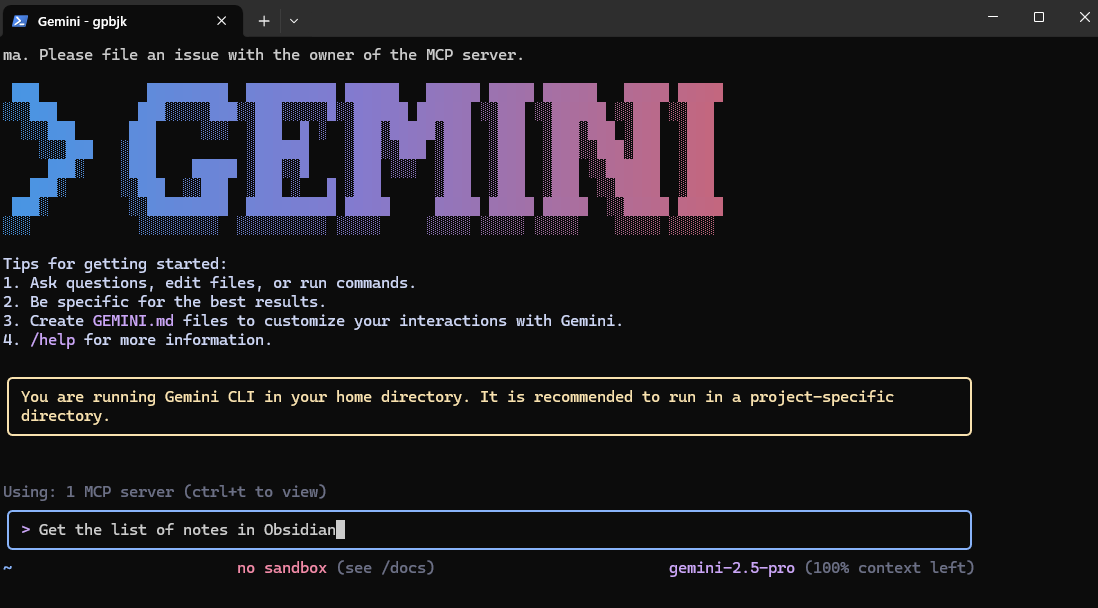 Gemini - gpbjk
ma. Please file an issue with the owner of the MCP server.
> GEMINI
Tips for getting started:
1. Ask questions, edit files, or run commands.
2. Be specific for the best results.
3. Create GEMINI.md files to customize your interactions with Gemini.
4. /help for more information.
You are running Gemini CLI in your home directory. It is recommended to run in a project-specific
directory.
Using: 1 MCP server (ctrl+t to view)
> Get the list of notes in Obsidian
~ no sandbox (see /docs) gemini-2.5-pro (100% context left)